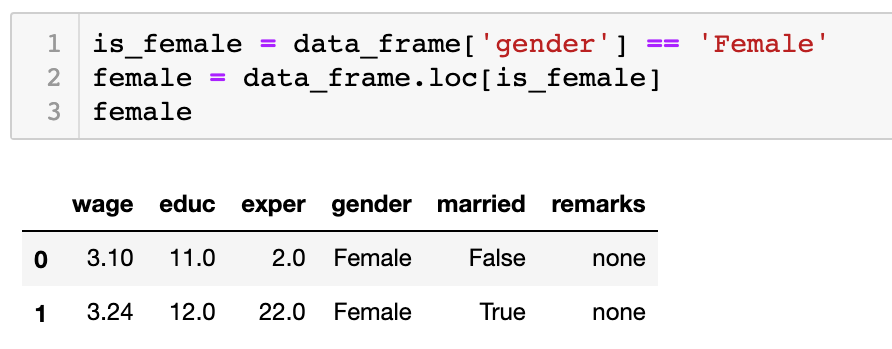 1 is_female = data_frame['gender'] == 'Female'
2 female = data_frame.loc[is_female]
3 female
wage educ exper gender married remarks
0 3.10 11.0 2.0 Female False none
1 3.24 12.0 22.0 Female True none